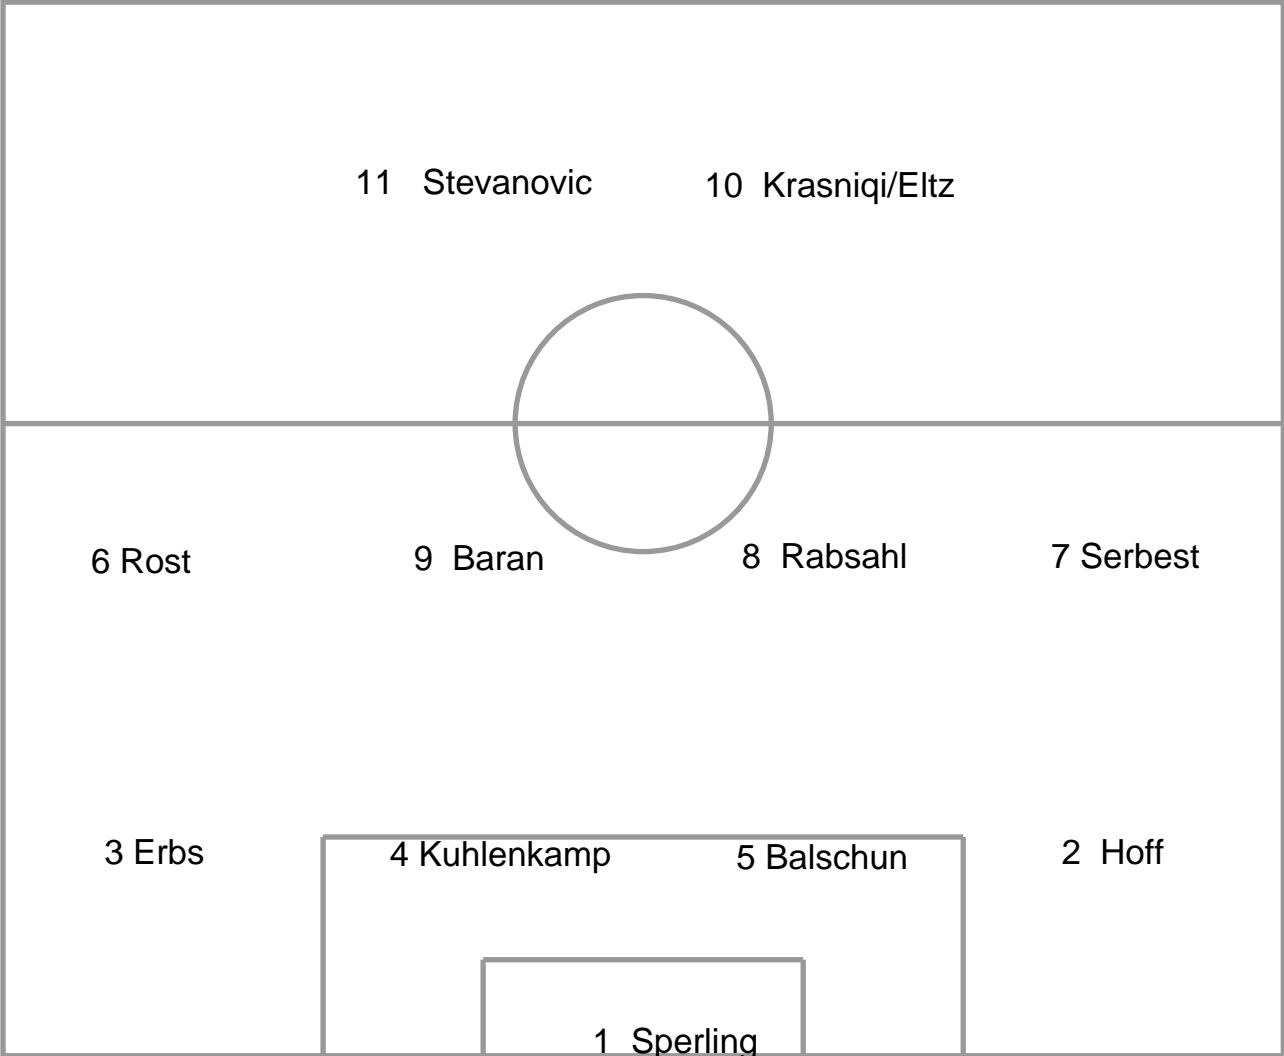 11 Stevanovic
10 Krasniqi/Eltz
6 Rost
9 Baran
8 Rabsahl
7 Serbest
3 Erbs
4 Kuhlenkamp
5 Balschun
2 Hoff
1 Sperling